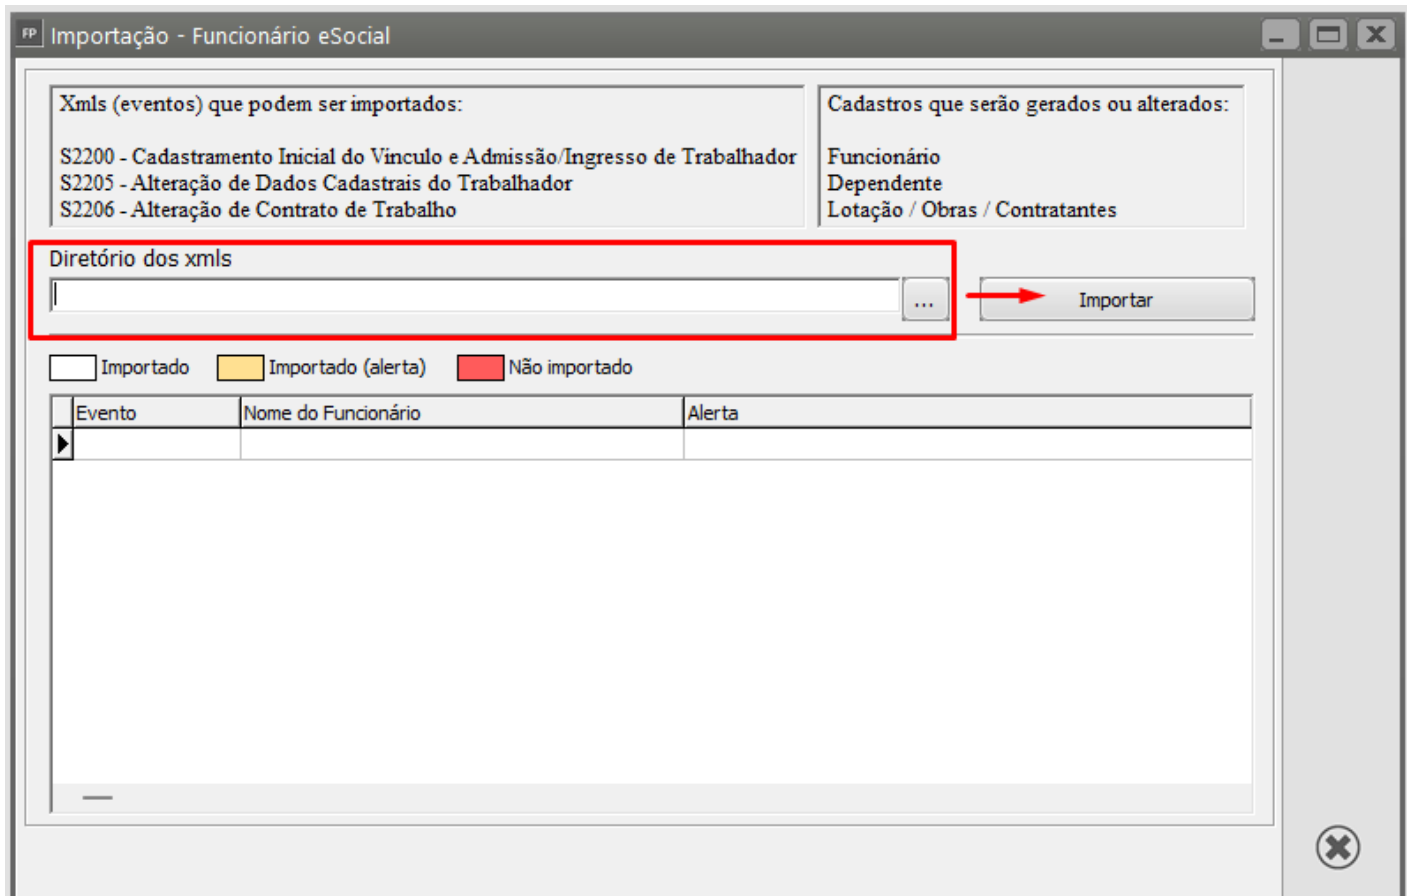 FP Importação - Funcionário eSocial
Xmls (eventos) que podem ser importados:
S2200 - Cadastramento Inicial do Vínculo e Admissão/Ingresso de Trabalhador
S2205 - Alteração de Dados Cadastrais do Trabalhador
S2206 - Alteração de Contrato de Trabalho
Cadastros que serão gerados ou alterados:
Funcionário
Dependente
Lotação / Obras / Contratantes
Diretório dos xmls
...
Importar
Importado Importado (alerta) Não importado
Evento Nome do Funcionário Alerta